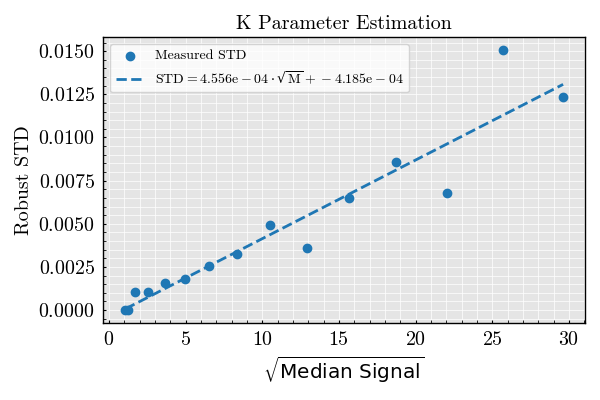 K Parameter Estimation
Measured STD
STD = 4.556e − 04 · √M + − 4.185e − 04
Robust STD
0.0150
0.0125
0.0100
0.0075
0.0050
0.0025
0.0000
0 5 10 15 20 25 30
√Median Signal